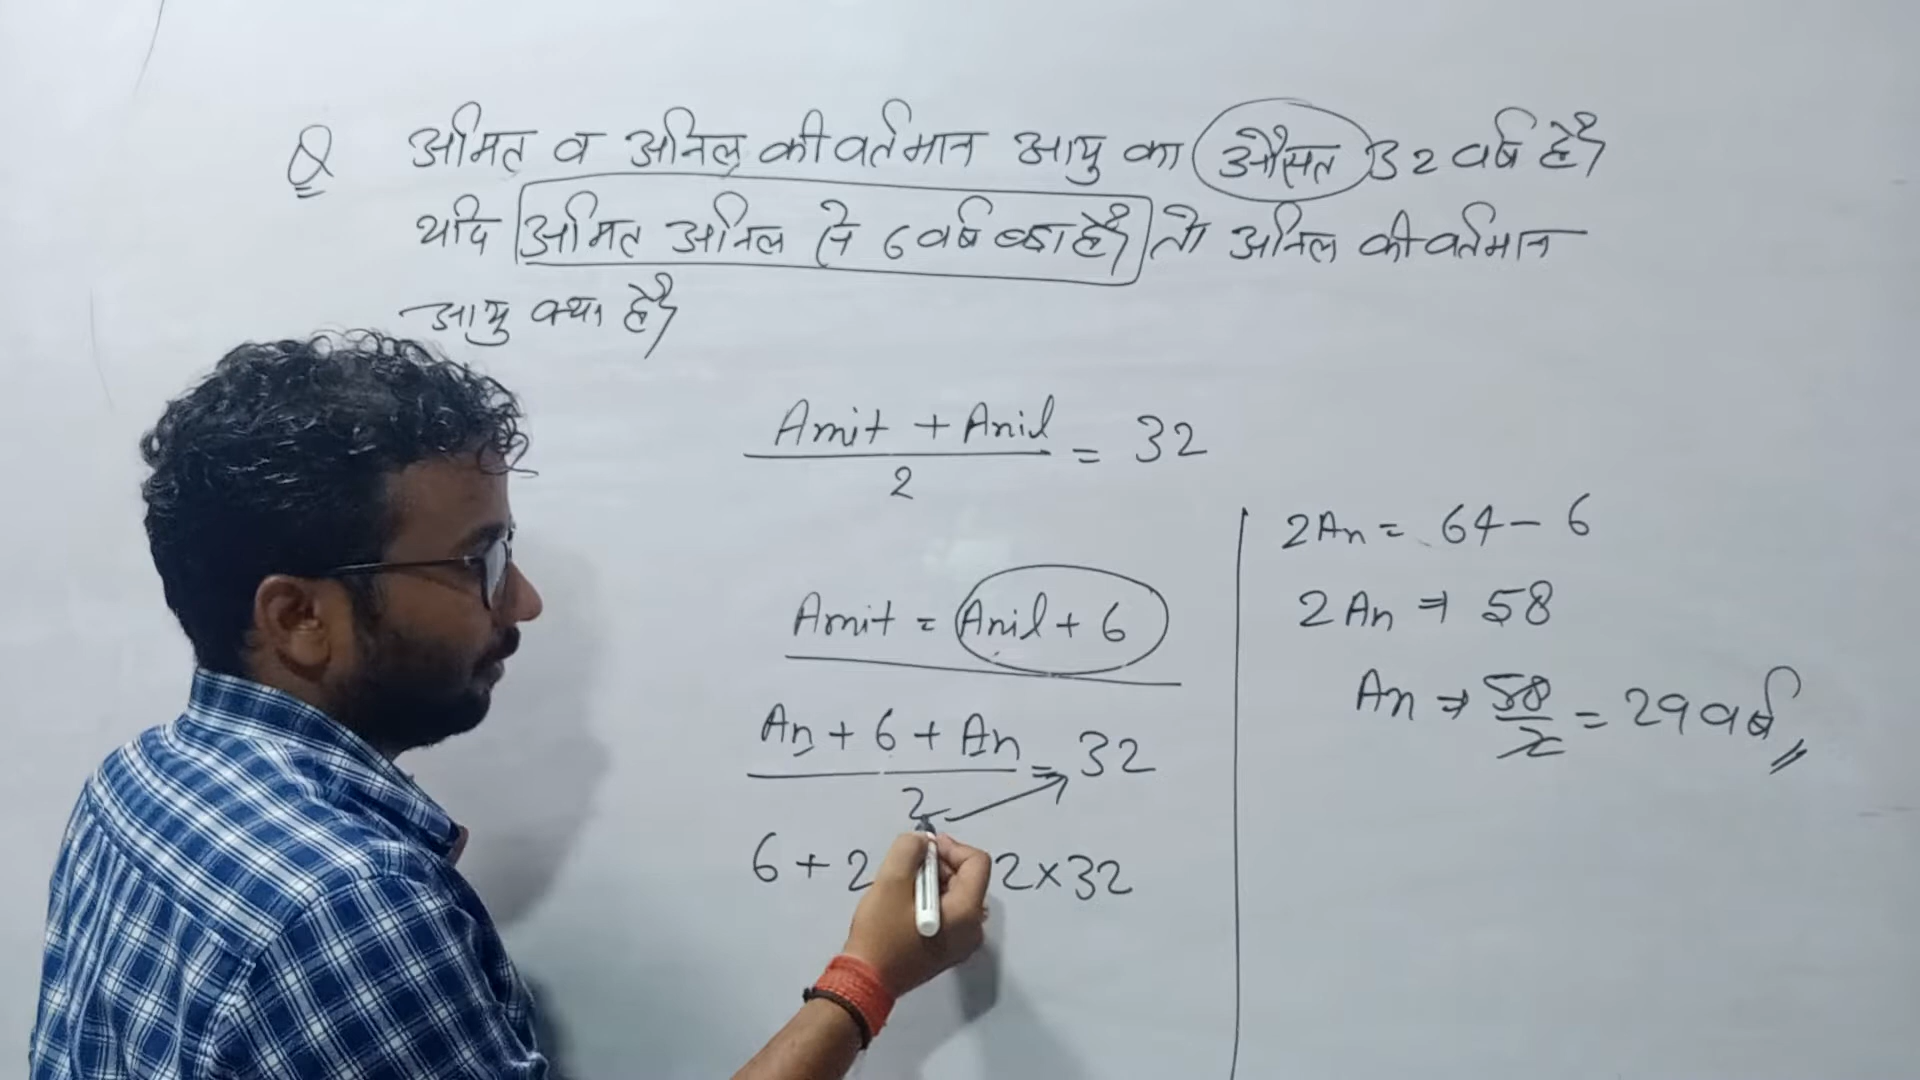 Q अमित व अनिल की वर्तमान आयु का औसत 32 वर्ष है
यदि अमित अनिल से 6 वर्ष बडा है तो अनिल की वर्तमान
आयु क्या है
Amit + Anil
2
= 32
Amit = Anil + 6
An + 6 + An
2
= 32
6 + 2
2×32
2An = 64 - 6
2An ⇒ 58
An ⇒ 58/2 = 29 वर्ष